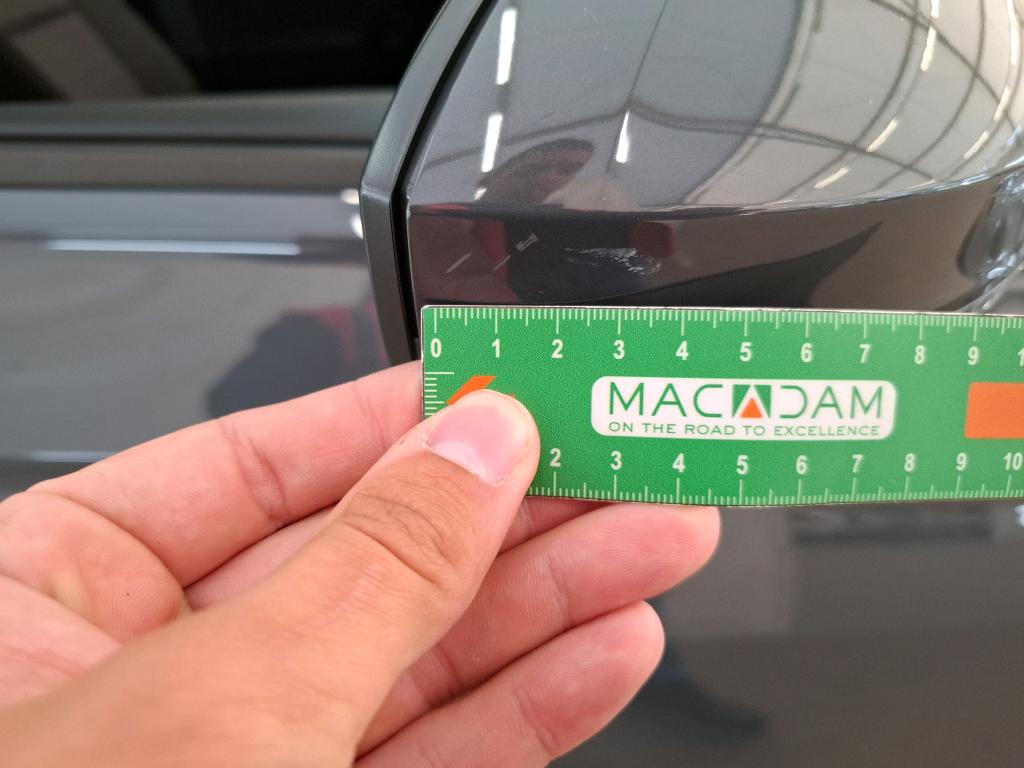 0 1 2 3 4 5 6 7 8 9 1
MACADAM
ON THE ROAD TO EXCELLENCE
2 3 4 5 6 7 8 9 10